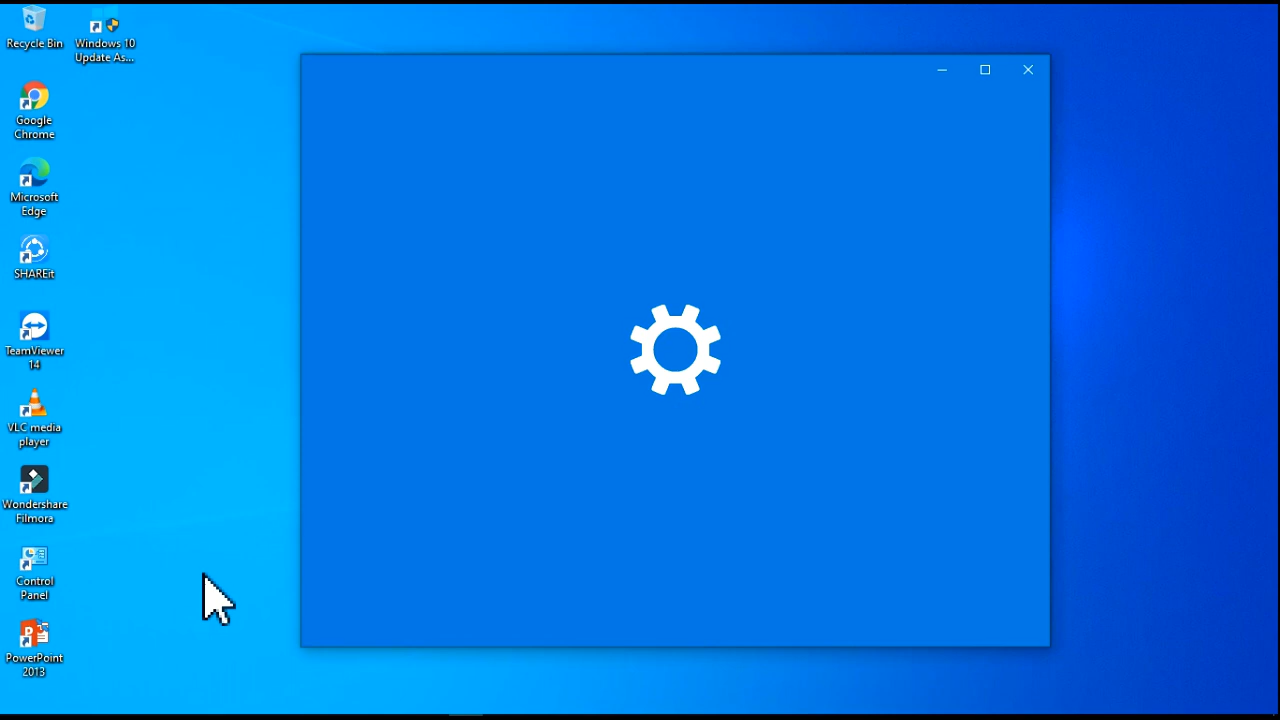 Recycle Bin
Windows 10
Update As...
Google
Chrome
Microsoft
Edge
SHAREit
TeamViewer
14
VLC media
player
Wondershare
Filmora
Control
Panel
PowerPoint
2013